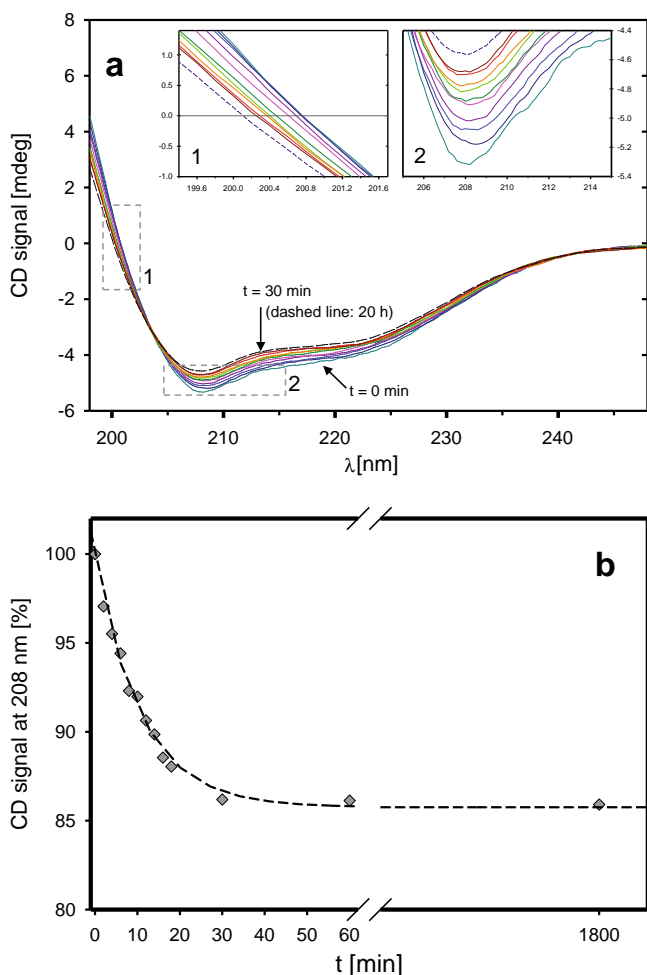 a
CD signal [mdeg]
8
6
4
2
0
-2
-4
-6
200
210
220
230
240
λ[nm]
1
2
t = 30 min
(dashed line: 20 h)
t = 0 min
1.0
0.5
0.0
-0.5
-1.0
199.6 200.0 200.4 200.8 201.2 201.6
1
-4.4
-4.6
-4.8
-5.0
-5.2
-5.4
206 208 210 212 214
2
b
CD signal at 208 nm [%]
100
95
90
85
80
0 10 20 30 40 50 60 1800
t [min]